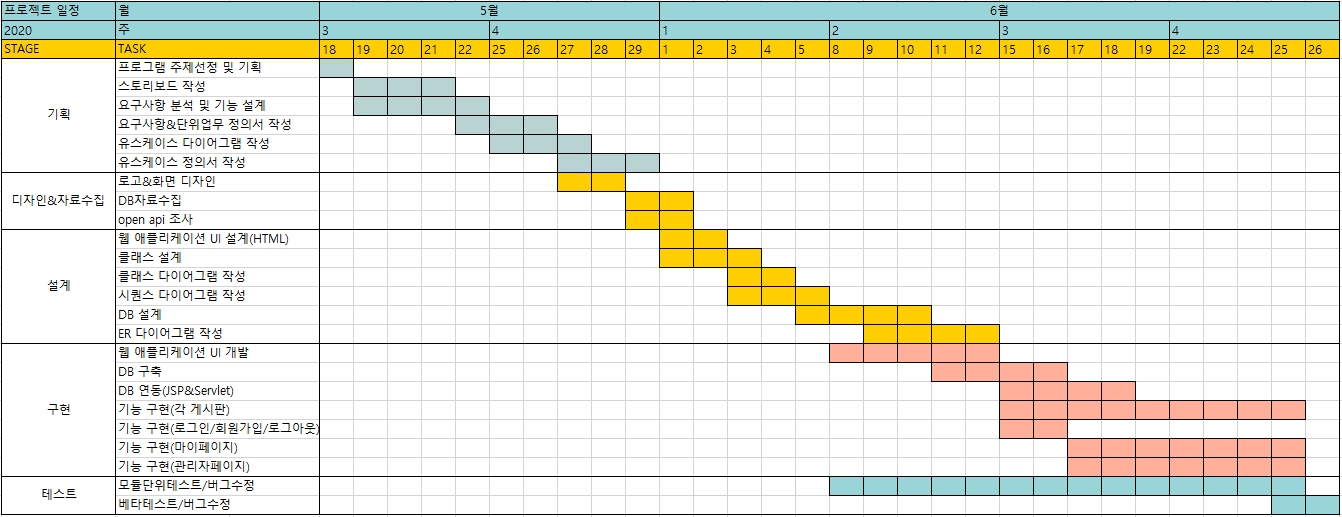 프로젝트 일정 월 5월 6월
2020 주 3 4 1 2 3 4
STAGE TASK 18 19 20 21 22 25 26 27 28 29 1 2 3 4 5 8 9 10 11 12 15 16 17 18 19 22 23 24 25 26
기획
프로그램 주제선정 및 기획
스토리보드 작성
요구사항 분석 및 기능 설계
요구사항&단위업무 정의서 작성
유스케이스 다이어그램 작성
유스케이스 정의서 작성
디자인&자료수집
로고&화면 디자인
DB자료수집
open api 조사
설계
웹 애플리케이션 UI 설계(HTML)
클래스 설계
클래스 다이어그램 작성
시퀀스 다이어그램 작성
DB 설계
ER 다이어그램 작성
구현
웹 애플리케이션 UI 개발
DB 구축
DB 연동(JSP&Servlet)
기능 구현(각 게시판)
기능 구현(로그인/회원가입/로그아웃)
기능 구현(마이페이지)
기능 구현(관리자페이지)
테스트
모듈단위테스트/버그수정
베타테스트/버그수정